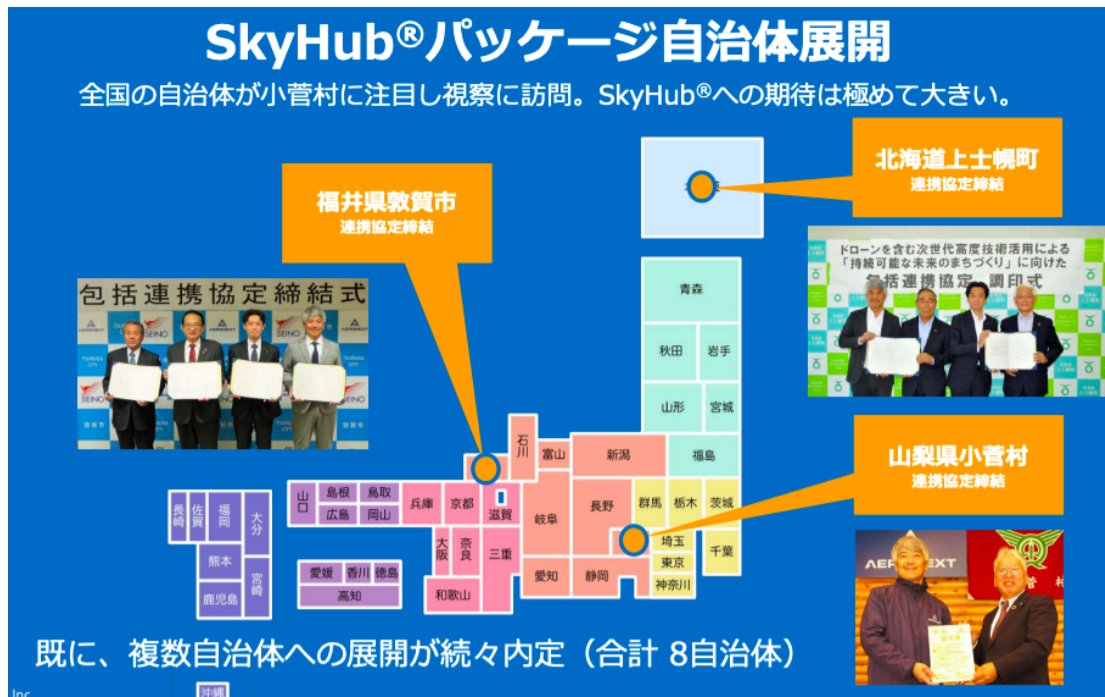 SkyHub®パッケージ自治体展開
全国の自治体が小菅村に注目し視察に訪問。SkyHub®への期待は極めて大きい。
北海道上士幌町
連携協定締結
福井県敦賀市
連携協定締結
ドローンを含む次世代高度技術活用による
「持続可能な未来のまちづくり」に向けた
包括連携協定 調印式
包括連携協定締結式
SEINO
AERONEXT
TSURUGA CITY
敦賀市
青森
秋田
岩手
山形
宮城
福島
石川
富山
新潟
山梨県小菅村
連携協定締結
長崎
佐賀
福岡
大分
熊本
宮崎
鹿児島
山口
島根
鳥取
広島
岡山
兵庫
京都
滋賀
大阪
奈良
三重
和歌山
愛媛
香川
徳島
高知
岐阜
長野
愛知
静岡
群馬
栃木
茨城
埼玉
東京
神奈川
千葉
AERONEXT
菅 村
既に、複数自治体への展開が続々内定（合計 8自治体）
沖縄
Inc